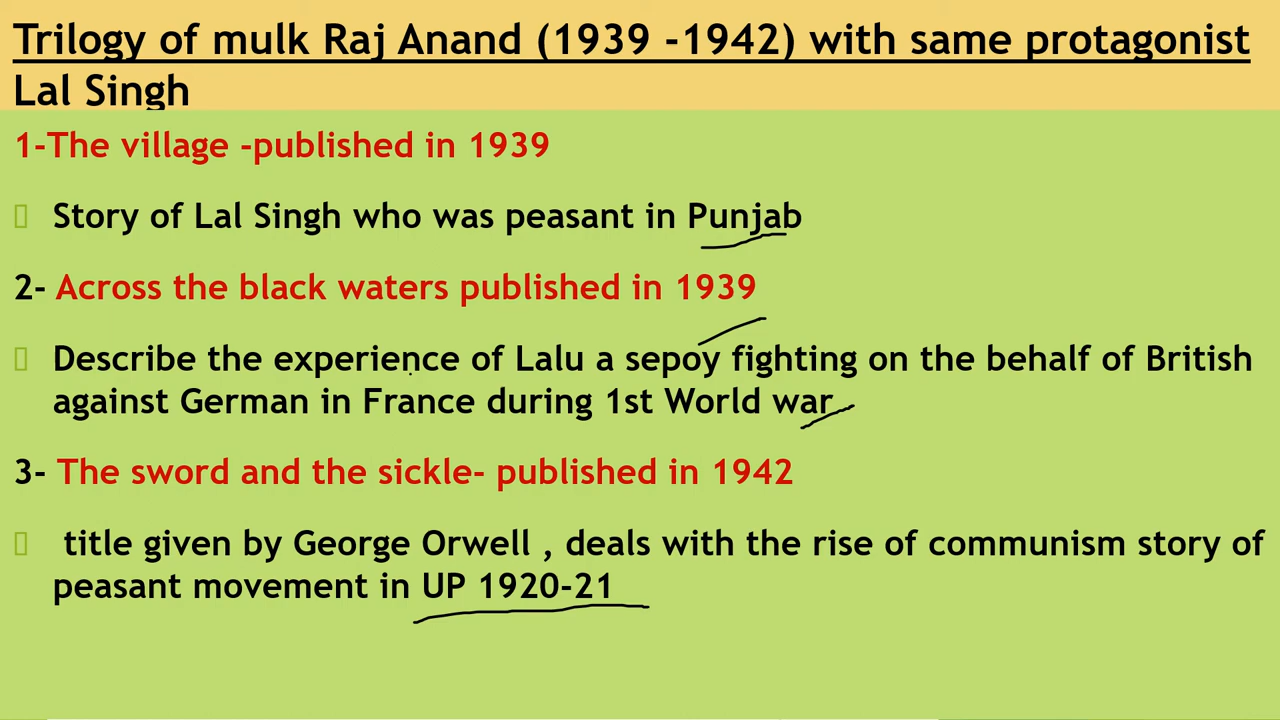 Trilogy of mulk Raj Anand (1939 -1942) with same protagonist
Lal Singh
1-The village -published in 1939
Story of Lal Singh who was peasant in Punjab
2- Across the black waters published in 1939
Describe the experience of Lalu a sepoy fighting on the behalf of British
against German in France during 1st World war
3- The sword and the sickle- published in 1942
title given by George Orwell , deals with the rise of communism story of
peasant movement in UP 1920-21